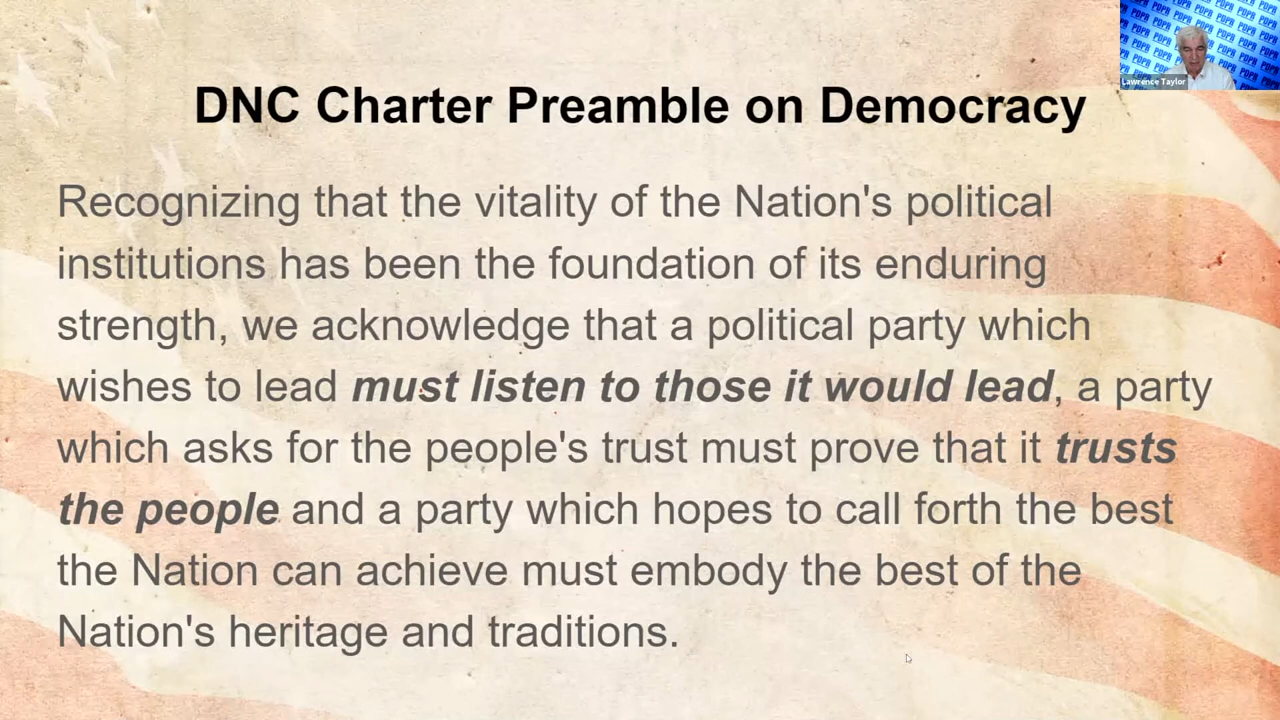 DNC Charter Preamble on Democracy
Recognizing that the vitality of the Nation's political
institutions has been the foundation of its enduring
strength, we acknowledge that a political party which
wishes to lead must listen to those it would lead, a party
which asks for the people's trust must prove that it trusts
the people and a party which hopes to call forth the best
the Nation can achieve must embody the best of the
Nation's heritage and traditions.
Lawrence Taylor